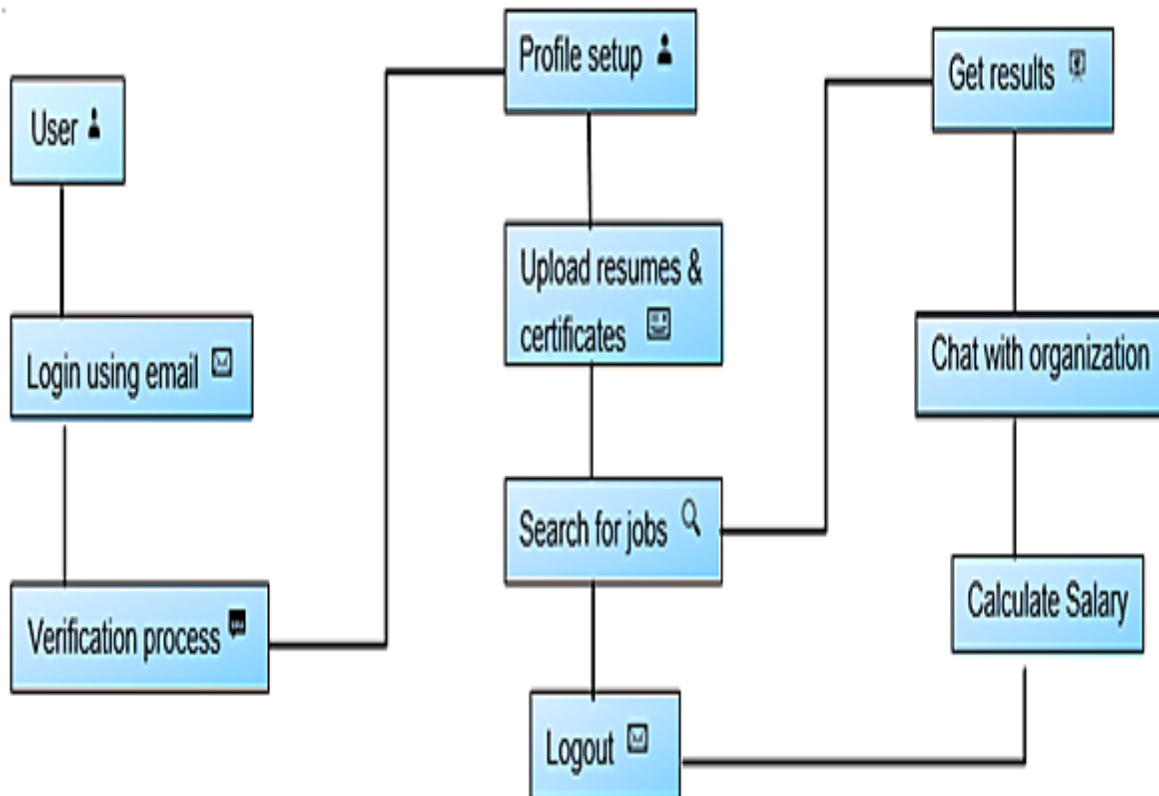 User
Login using email
Verification process
Profile setup
Upload resumes &
certificates
Search for jobs
Logout
Get results
Chat with organization
Calculate Salary